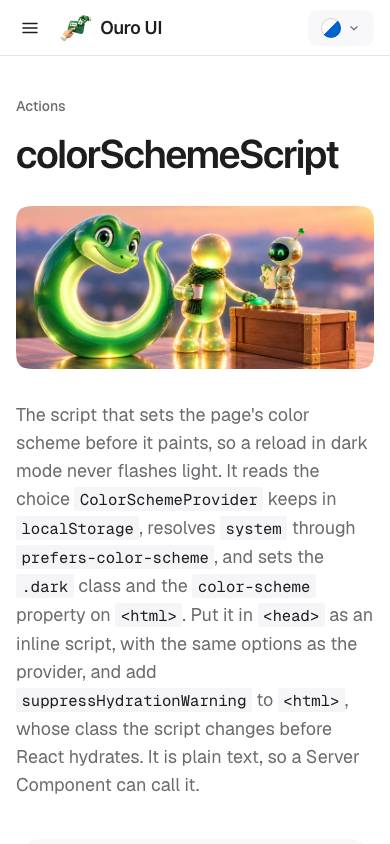 Ouro UI
Actions
colorSchemeScript
The script that sets the page's color
scheme before it paints, so a reload in dark
mode never flashes light. It reads the
choice ColorSchemeProvider keeps in
localStorage, resolves system through
prefers-color-scheme, and sets the
.dark class and the color-scheme
property on <html>. Put it in <head> as an
inline script, with the same options as the
provider, and add
suppressHydrationWarning to <html>,
whose class the script changes before
React hydrates. It is plain text, so a Server
Component can call it.